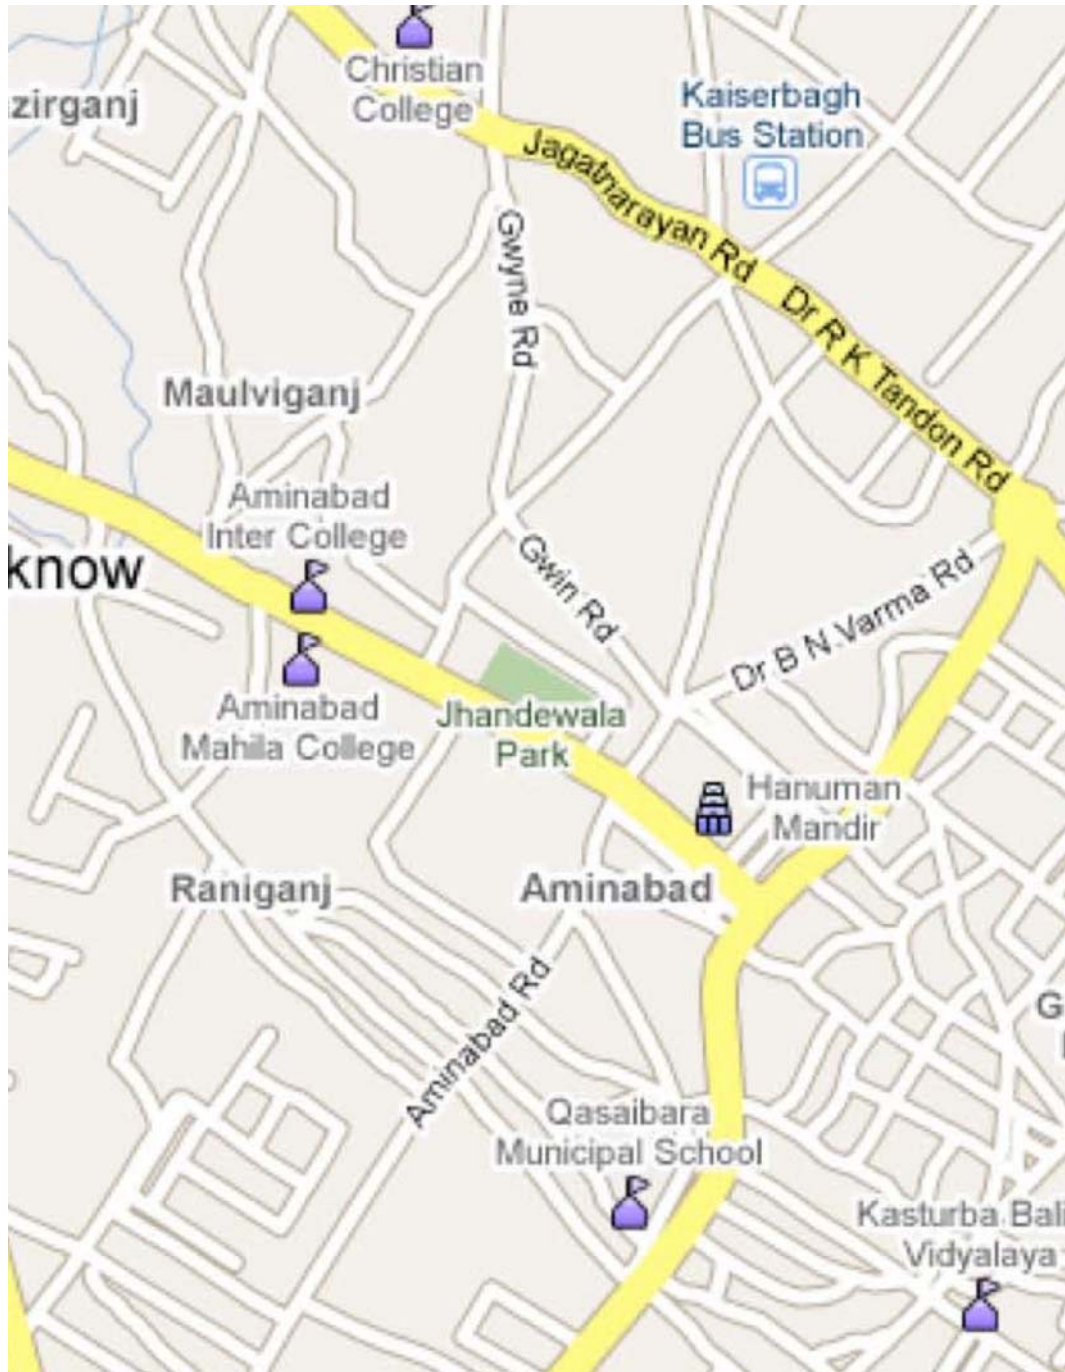 Christian
College
zirganj
Kaiserbagh
Bus Station
Jagatnarayan Rd
Gwyne Rd
Dr R K Tandon Rd
Maulviganj
Aminabad
Inter College
know
Gwin Rd
Dr B N Varma Rd
Aminabad
Mahila College
Jhandewala
Park
Hanuman
Mandir
Raniganj
Aminabad
Aminabad Rd
G
Qasaibara
Municipal School
Kasturba Bali
Vidyalaya